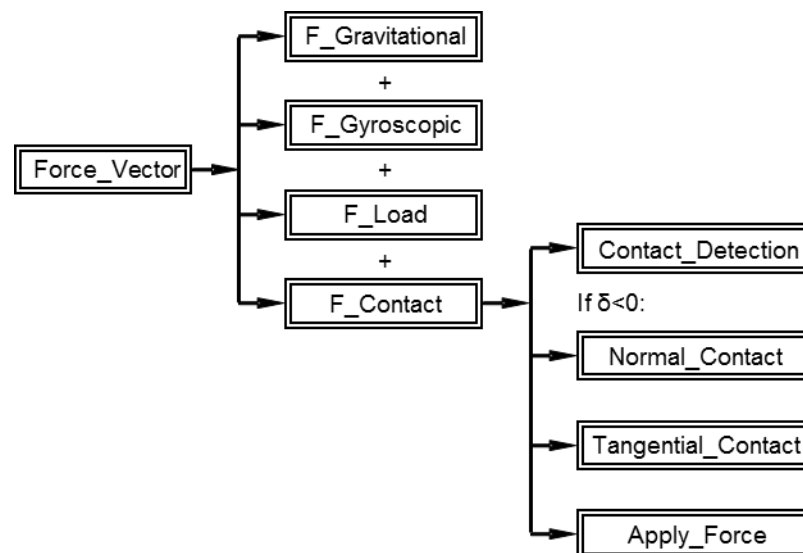 F_Gravitational
+
F_Gyroscopic
Force_Vector
+
F_Load
+
F_Contact
Contact_Detection
If δ<0:
Normal_Contact
Tangential_Contact
Apply_Force